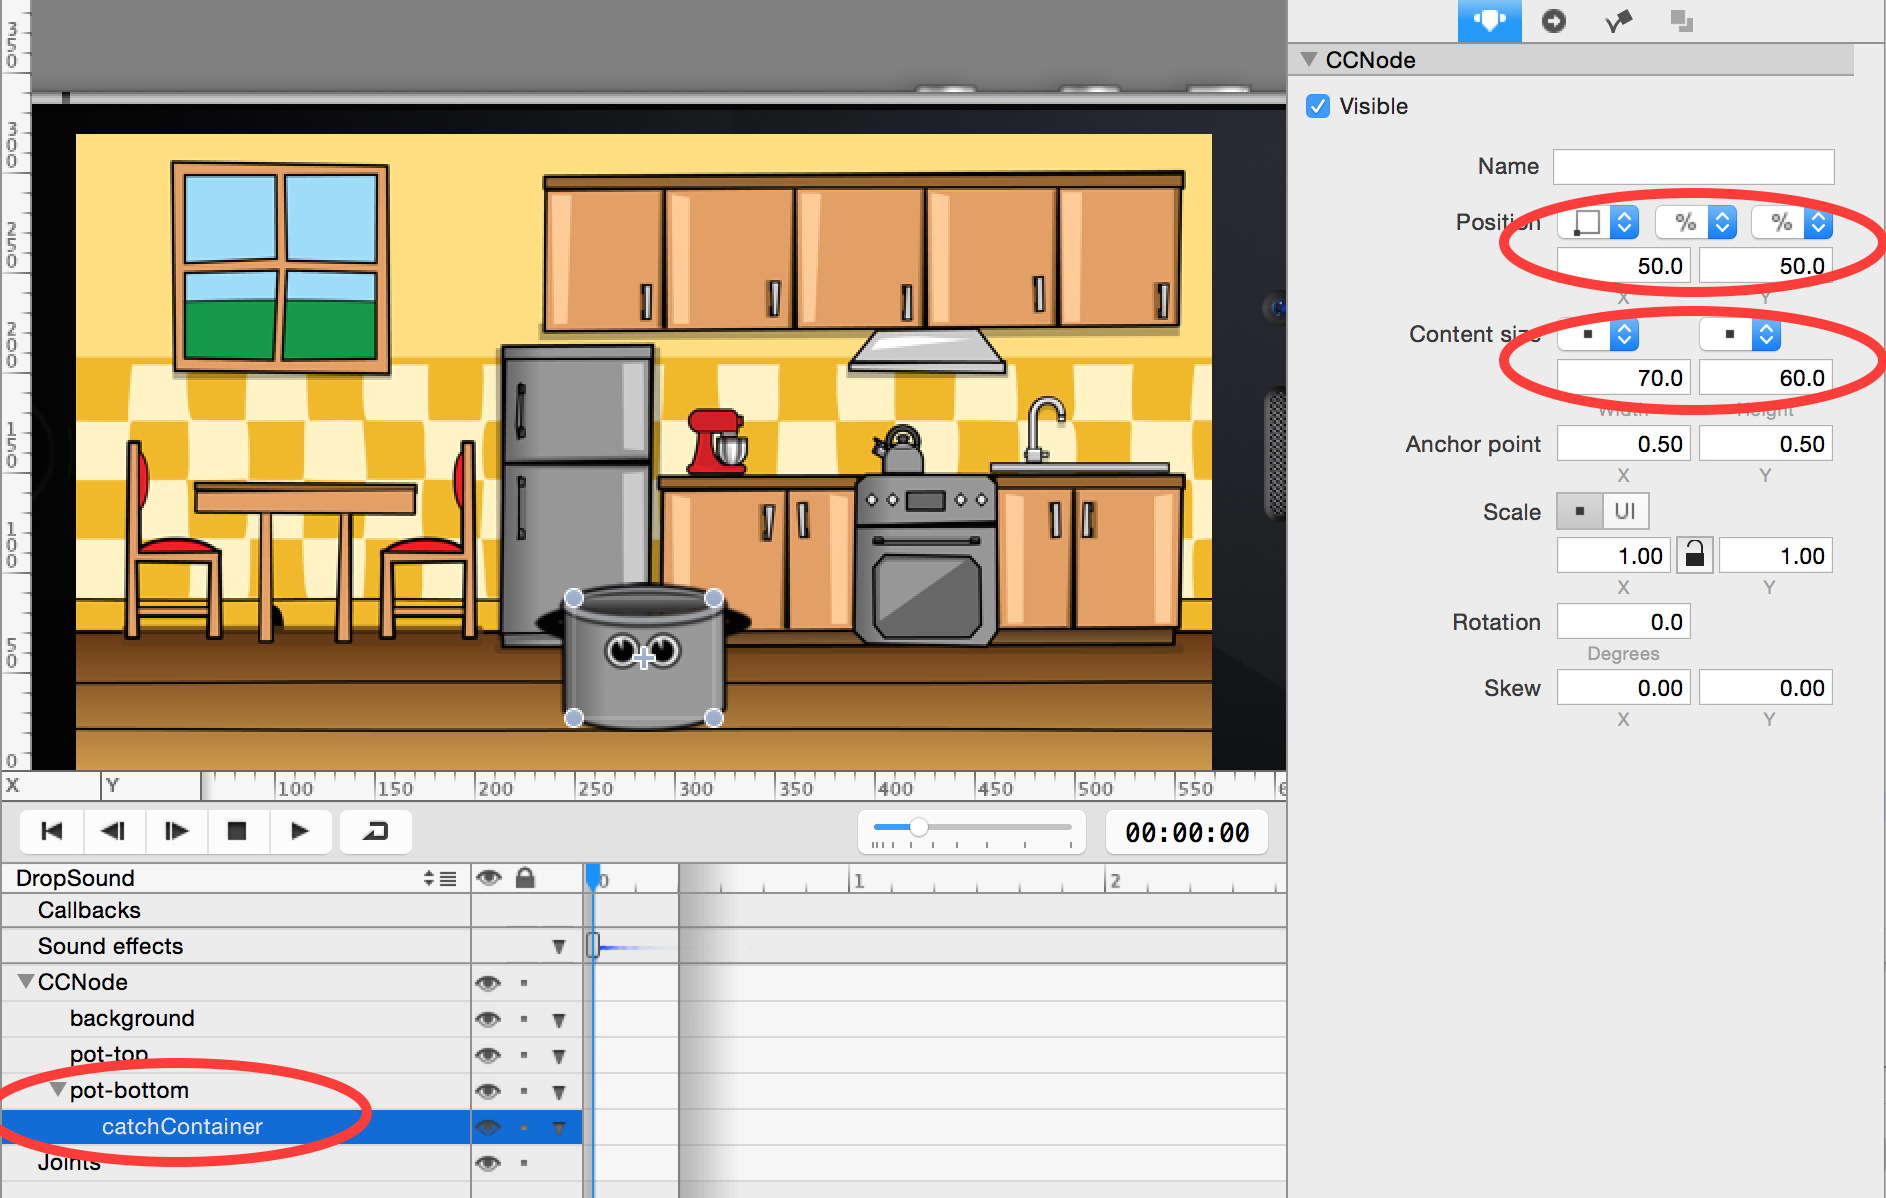 CCNode
Visible
Name
Position
% %
50.0 50.0
X Y
Content size
70.0 60.0
Width Height
Anchor point 0.50 0.50
X Y
Scale UI
1.00 1.00
X Y
Rotation 0.0
Degrees
Skew 0.00 0.00
X Y
350
300
250
200
150
100
50
0
X Y 100 150 200 250 300 350 400 450 500 550 6
00:00:00
DropSound 0 1 2
Callbacks
Sound effects
CCNode
background
pot-top
pot-bottom
catchContainer
Joints